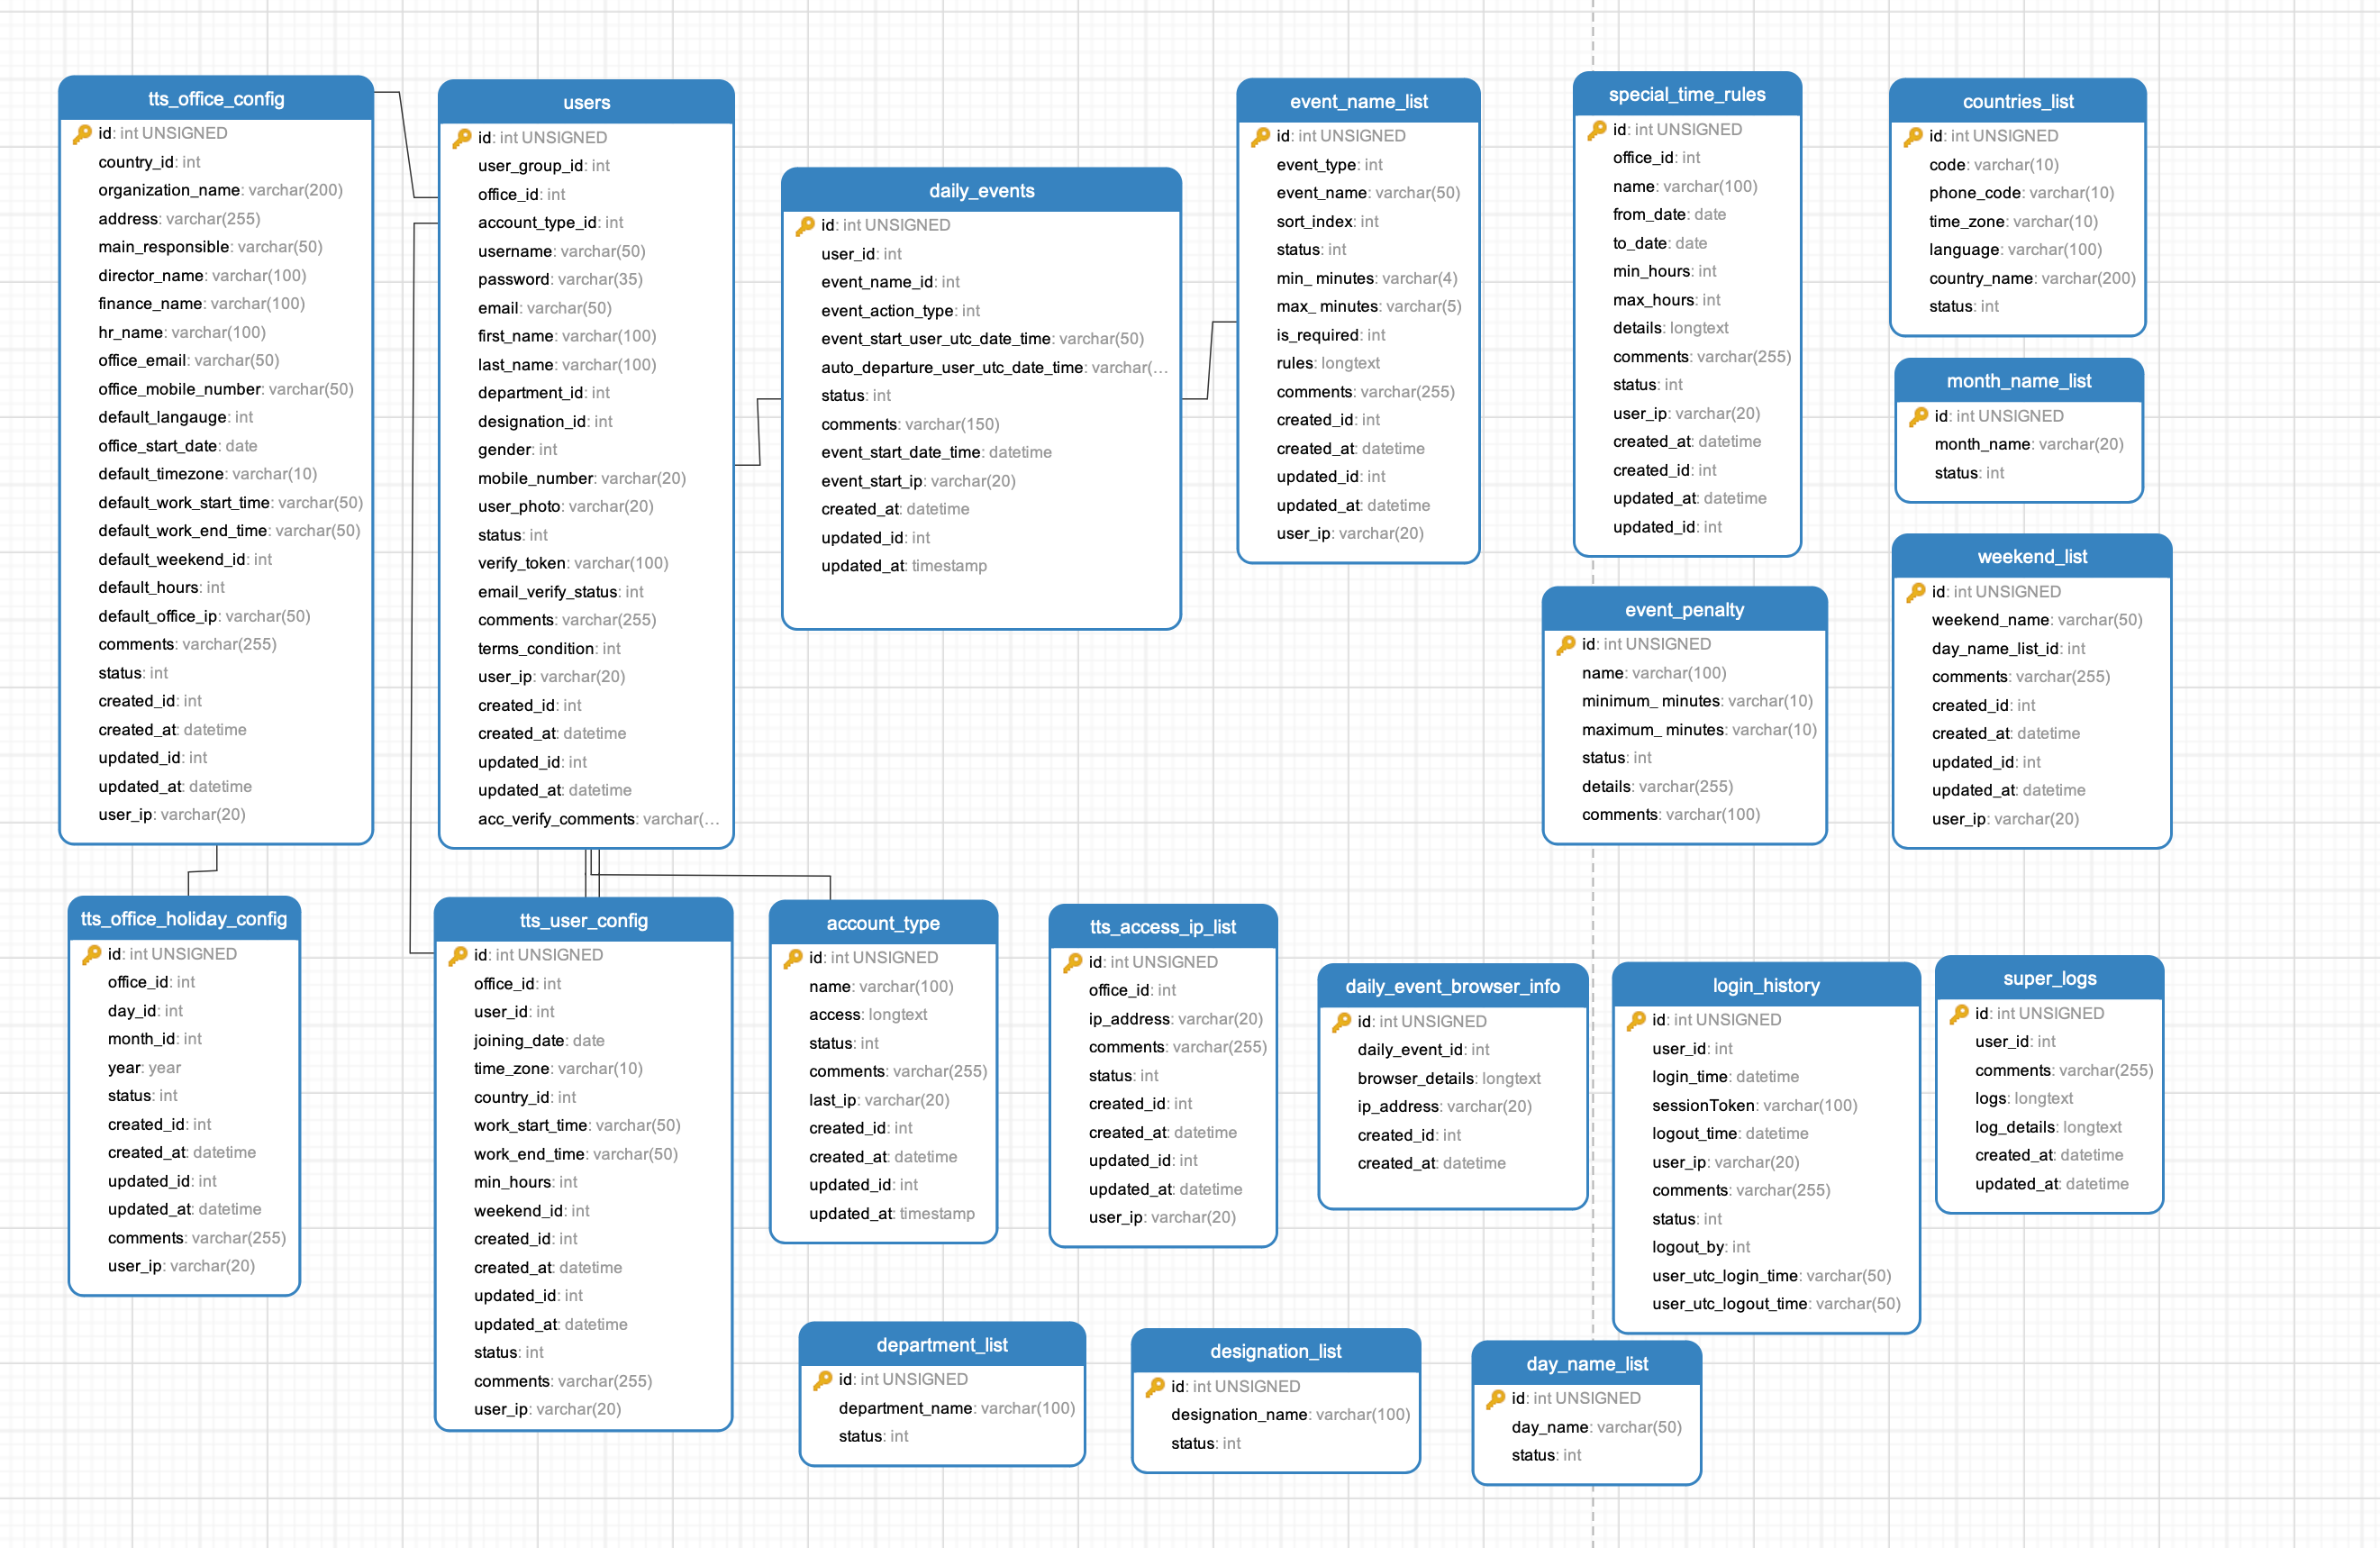 tts_office_config
id: int UNSIGNED
country_id: int
organization_name: varchar(200)
address: varchar(255)
main_responsible: varchar(50)
director_name: varchar(100)
finance_name: varchar(100)
hr_name: varchar(100)
office_email: varchar(50)
office_mobile_number: varchar(50)
default_langauge: int
office_start_date: date
default_timezone: varchar(10)
default_work_start_time: varchar(50)
default_work_end_time: varchar(50)
default_weekend_id: int
default_hours: int
default_office_ip: varchar(50)
comments: varchar(255)
status: int
created_id: int
created_at: datetime
updated_id: int
updated_at: datetime
user_ip: varchar(20)
users
id: int UNSIGNED
user_group_id: int
office_id: int
account_type_id: int
username: varchar(50)
password: varchar(35)
email: varchar(50)
first_name: varchar(100)
last_name: varchar(100)
department_id: int
designation_id: int
gender: int
mobile_number: varchar(20)
user_photo: varchar(20)
status: int
verify_token: varchar(100)
email_verify_status: int
comments: varchar(255)
terms_condition: int
user_ip: varchar(20)
created_id: int
created_at: datetime
updated_id: int
updated_at: datetime
acc_verify_comments: varchar(...
daily_events
id: int UNSIGNED
user_id: int
event_name_id: int
event_action_type: int
event_start_user_utc_date_time: varchar(50)
auto_departure_user_utc_date_time: varchar(...
status: int
comments: varchar(150)
event_start_date_time: datetime
event_start_ip: varchar(20)
created_at: datetime
updated_id: int
updated_at: timestamp
event_name_list
id: int UNSIGNED
event_type: int
event_name: varchar(50)
sort_index: int
status: int
min_ minutes: varchar(4)
max_ minutes: varchar(5)
is_required: int
rules: longtext
comments: varchar(255)
created_id: int
created_at: datetime
updated_id: int
updated_at: datetime
user_ip: varchar(20)
special_time_rules
id: int UNSIGNED
office_id: int
name: varchar(100)
from_date: date
to_date: date
min_hours: int
max_hours: int
details: longtext
comments: varchar(255)
status: int
user_ip: varchar(20)
created_at: datetime
created_id: int
updated_at: datetime
updated_id: int
countries_list
id: int UNSIGNED
code: varchar(10)
phone_code: varchar(10)
time_zone: varchar(10)
language: varchar(100)
country_name: varchar(200)
status: int
month_name_list
id: int UNSIGNED
month_name: varchar(20)
status: int
event_penalty
id: int UNSIGNED
name: varchar(100)
minimum_ minutes: varchar(10)
maximum_ minutes: varchar(10)
status: int
details: varchar(255)
comments: varchar(100)
weekend_list
id: int UNSIGNED
weekend_name: varchar(50)
day_name_list_id: int
comments: varchar(255)
created_id: int
created_at: datetime
updated_id: int
updated_at: datetime
user_ip: varchar(20)
tts_office_holiday_config
id: int UNSIGNED
office_id: int
day_id: int
month_id: int
year: year
status: int
created_id: int
created_at: datetime
updated_id: int
updated_at: datetime
comments: varchar(255)
user_ip: varchar(20)
tts_user_config
id: int UNSIGNED
office_id: int
user_id: int
joining_date: date
time_zone: varchar(10)
country_id: int
work_start_time: varchar(50)
work_end_time: varchar(50)
min_hours: int
weekend_id: int
created_id: int
created_at: datetime
updated_id: int
updated_at: datetime
status: int
comments: varchar(255)
user_ip: varchar(20)
account_type
id: int UNSIGNED
name: varchar(100)
access: longtext
status: int
comments: varchar(255)
last_ip: varchar(20)
created_id: int
created_at: datetime
updated_id: int
updated_at: timestamp
tts_access_ip_list
id: int UNSIGNED
office_id: int
ip_address: varchar(20)
comments: varchar(255)
status: int
created_id: int
created_at: datetime
updated_id: int
updated_at: datetime
user_ip: varchar(20)
daily_event_browser_info
id: int UNSIGNED
daily_event_id: int
browser_details: longtext
ip_address: varchar(20)
created_id: int
created_at: datetime
login_history
id: int UNSIGNED
user_id: int
login_time: datetime
sessionToken: varchar(100)
logout_time: datetime
user_ip: varchar(20)
comments: varchar(255)
status: int
logout_by: int
user_utc_login_time: varchar(50)
user_utc_logout_time: varchar(50)
super_logs
id: int UNSIGNED
user_id: int
comments: varchar(255)
logs: longtext
log_details: longtext
created_at: datetime
updated_at: datetime
department_list
id: int UNSIGNED
department_name: varchar(100)
status: int
designation_list
id: int UNSIGNED
designation_name: varchar(100)
status: int
day_name_list
id: int UNSIGNED
day_name: varchar(50)
status: int